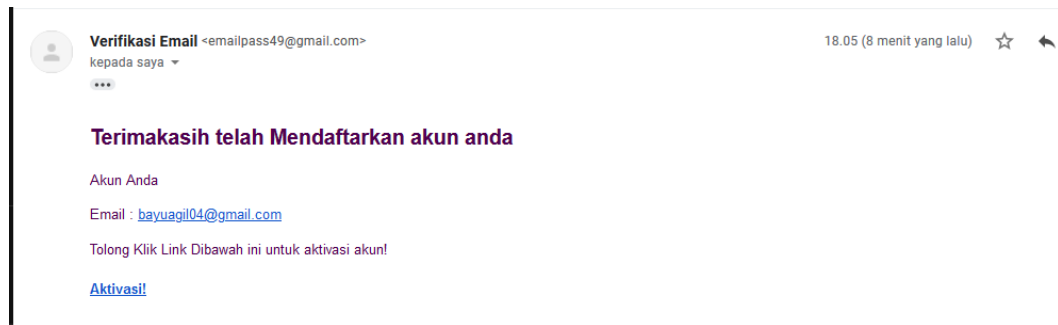 Verifikasi Email <emailpass49@gmail.com> 18.05 (8 menit yang lalu)
kepada saya
Terimakasih telah Mendaftarkan akun anda
Akun Anda
Email : bayuagil04@gmail.com
Tolong Klik Link Dibawah ini untuk aktivasi akun!
Aktivasi!